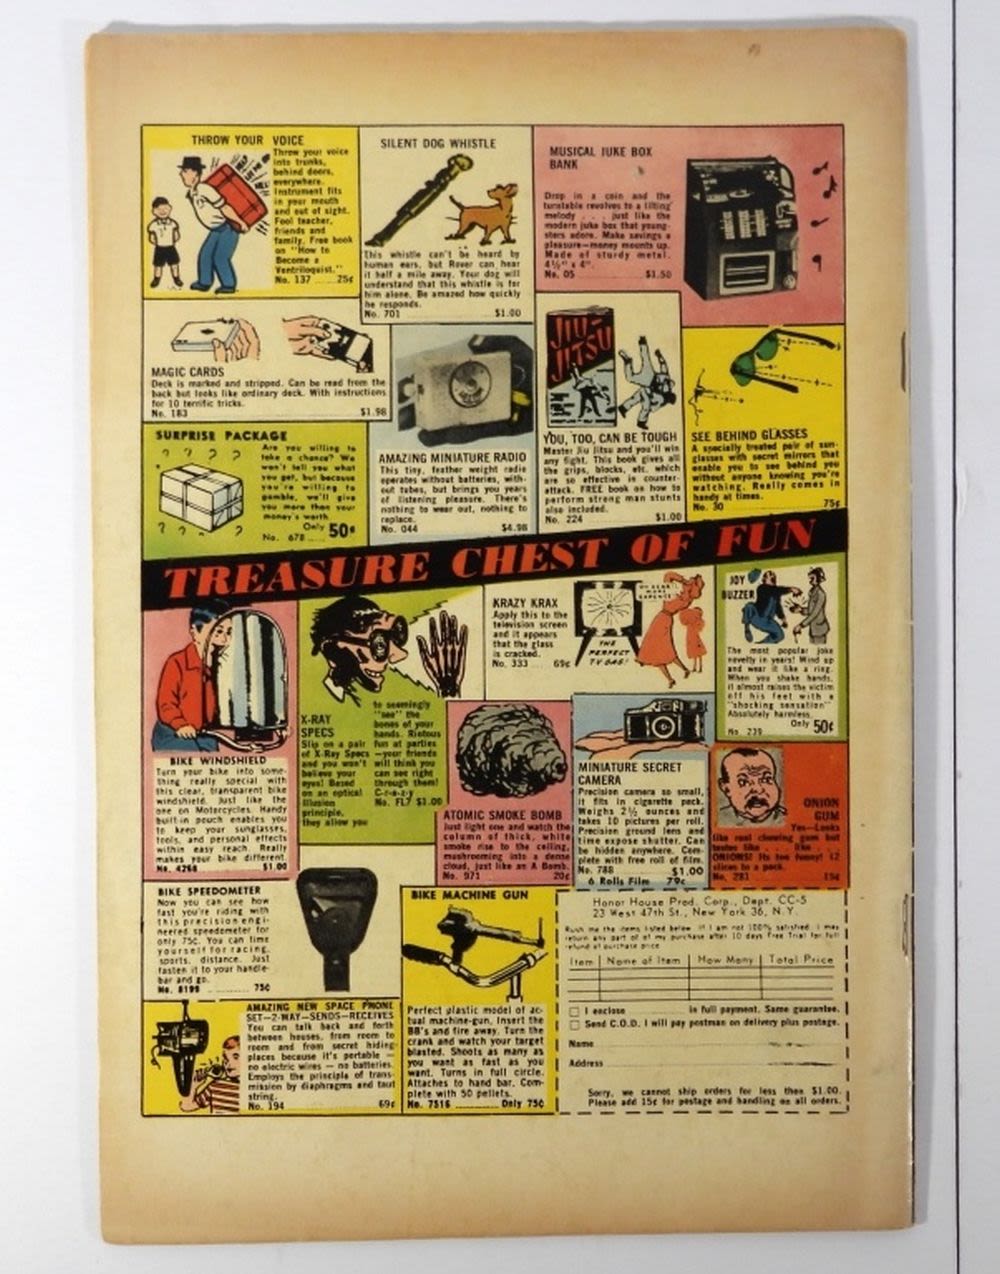 THROW YOUR VOICE
Throw your voice
into trunks,
behind doors,
everywhere.
Instrument fits
in your mouth
and out of sight.
Fool teacher,
friends and
family. Free book
on "How to
Become a
Ventriloquist."
No. 137 ..... 25¢
HELP
HELP
SILENT DOG WHISTLE
This whistle can't be heard by
human ears, but Rover can hear
it half a mile away. Your dog will
understand that this whistle is for
him alone. Be amazed how quickly
he responds.
No. 701 ..... $1.00
MUSICAL JUKE BOX
BANK
Drop in a coin and the
turntable revolves to a lilting
melody . . . just like the
modern juke box that young-
sters adore. Make savings a
pleasure—money mounts up.
Made of sturdy metal.
4½" x 4".
No. 05 ..... $1.50
MAGIC CARDS
Deck is marked and stripped. Can be read from the
back but looks like ordinary deck. With instructions
for 10 terrific tricks.
No. 183 ..... $1.98
SURPRISE PACKAGE
? ? ? ?
Are you willing to
take a chance? We
won't tell you what
you get, but because
you're willing to
gamble, we'll give
you more than your
money's worth.
Only 50¢
No. 678 .....
? ? ? ?
AMAZING MINIATURE RADIO
This tiny, feather weight radio
operates without batteries, with-
out tubes, but brings you years
of listening pleasure. There's
nothing to wear out, nothing to
replace.
No. 044 $4.98
JIU-
JITSU
YOU, TOO, CAN BE TOUGH
Master Jiu Jitsu and you'll win
any fight. This book gives all
the grips, blocks, etc. which
are so effective in counter-
attack. FREE book on how to
perform strong man stunts
also included.
No. 224 $1.00
SEE BEHIND GLASSES
A specially treated pair of sun-
glasses with secret mirrors that
enable you to see behind you
without anyone knowing you're
watching. Really comes in
handy at times.
No. 30 75¢
TREASURE CHEST OF FUN
BIKE WINDSHIELD
Turn your bike into some-
thing really special with
this clear, transparent bike
windshield. Just like the
one on Motorcycles. Handy
built-in pouch enables you
to keep your sunglasses,
tools, and personal effects
within easy reach. Really
makes your bike different.
No. 4268 $1.00
X-RAY
SPECS
Slip on a pair
of X-Ray Specs
and you won't
believe your
eyes! Based
on an optical
illusion
principle,
they allow you
to seemingly
"see" the
bones of your
hands. Riotous
fun at parties
—your friends
will think you
can see right
through them!
C-r-a-z-y
No. FL7 $1.00
KRAZY KRAX
Apply this to the
television screen
and it appears
that the glass
is cracked.
No. 333 .... 69¢
THE
PERFECT
TV GAG!
JOY
BUZZER
The most popular joke
novelty in years! Wind up
and wear it like a ring.
When you shake hands,
it almost raises the victim
off his feet with a
"shocking sensation"
Absolutely harmless.
Only 50¢
No. 239
ATOMIC SMOKE BOMB
Just light one and watch the
column of thick, white
smoke rise to the ceiling,
mushrooming into a dense
cloud, just like an A Bomb.
No. 971 20¢
MINIATURE SECRET
CAMERA
Precision camera so small,
it fits in cigarette pack.
Weighs 2½ ounces and
takes 10 pictures per roll.
Precision ground lens and
time expose shutter. Can
be hidden anywhere. Com-
plete with free roll of film.
No. 788 $1.00
6 Rolls Film 79¢
ONION
GUM
Yes—Looks
like real chewing gum but
tastes like . . . like . . .
ONIONS! Its too funny! 12
slices to a pack.
No. 281 15¢
BIKE SPEEDOMETER
Now you can see how
fast you're riding with
this precision engi-
neered speedometer for
only 75¢. You can time
yourself for racing,
sports, distance. Just
fasten it to your handle-
bar and go.
No. 8199 ..... 75¢
AMAZING NEW SPACE PHONE
SET—2-WAY—SENDS—RECEIVES
You can talk back and forth
between houses, from room to
room and from secret hiding-
places because it's portable —
no electric wires — no batteries.
Employs the principle of trans-
mission by diaphragms and taut
string.
No. 194 69¢
BIKE MACHINE GUN
Perfect plastic model of ac-
tual machine-gun. Insert the
BB's and fire away. Turn the
crank and watch your target
blasted. Shoots as many as
you want as fast as you
want. Turns in full circle.
Attaches to hand bar. Com-
plete with 50 pellets.
No. 7516 ..... Only 75¢
Honor House Prod. Corp., Dept. CC-5
23 West 47th St., New York 36, N.Y.
Rush me the items listed below. If I am not 100% satisfied, I may
return any part of of my purchase after 10 days Free Trial for full
refund of purchase price
Item Name of Item How Many Total Price
I enclose in full payment. Same guarantee.
Send C.O.D. I will pay postman on delivery plus postage.
Name
Address
Sorry, we cannot ship orders for less than $1.00.
Please add 15¢ for postage and handling on all orders.